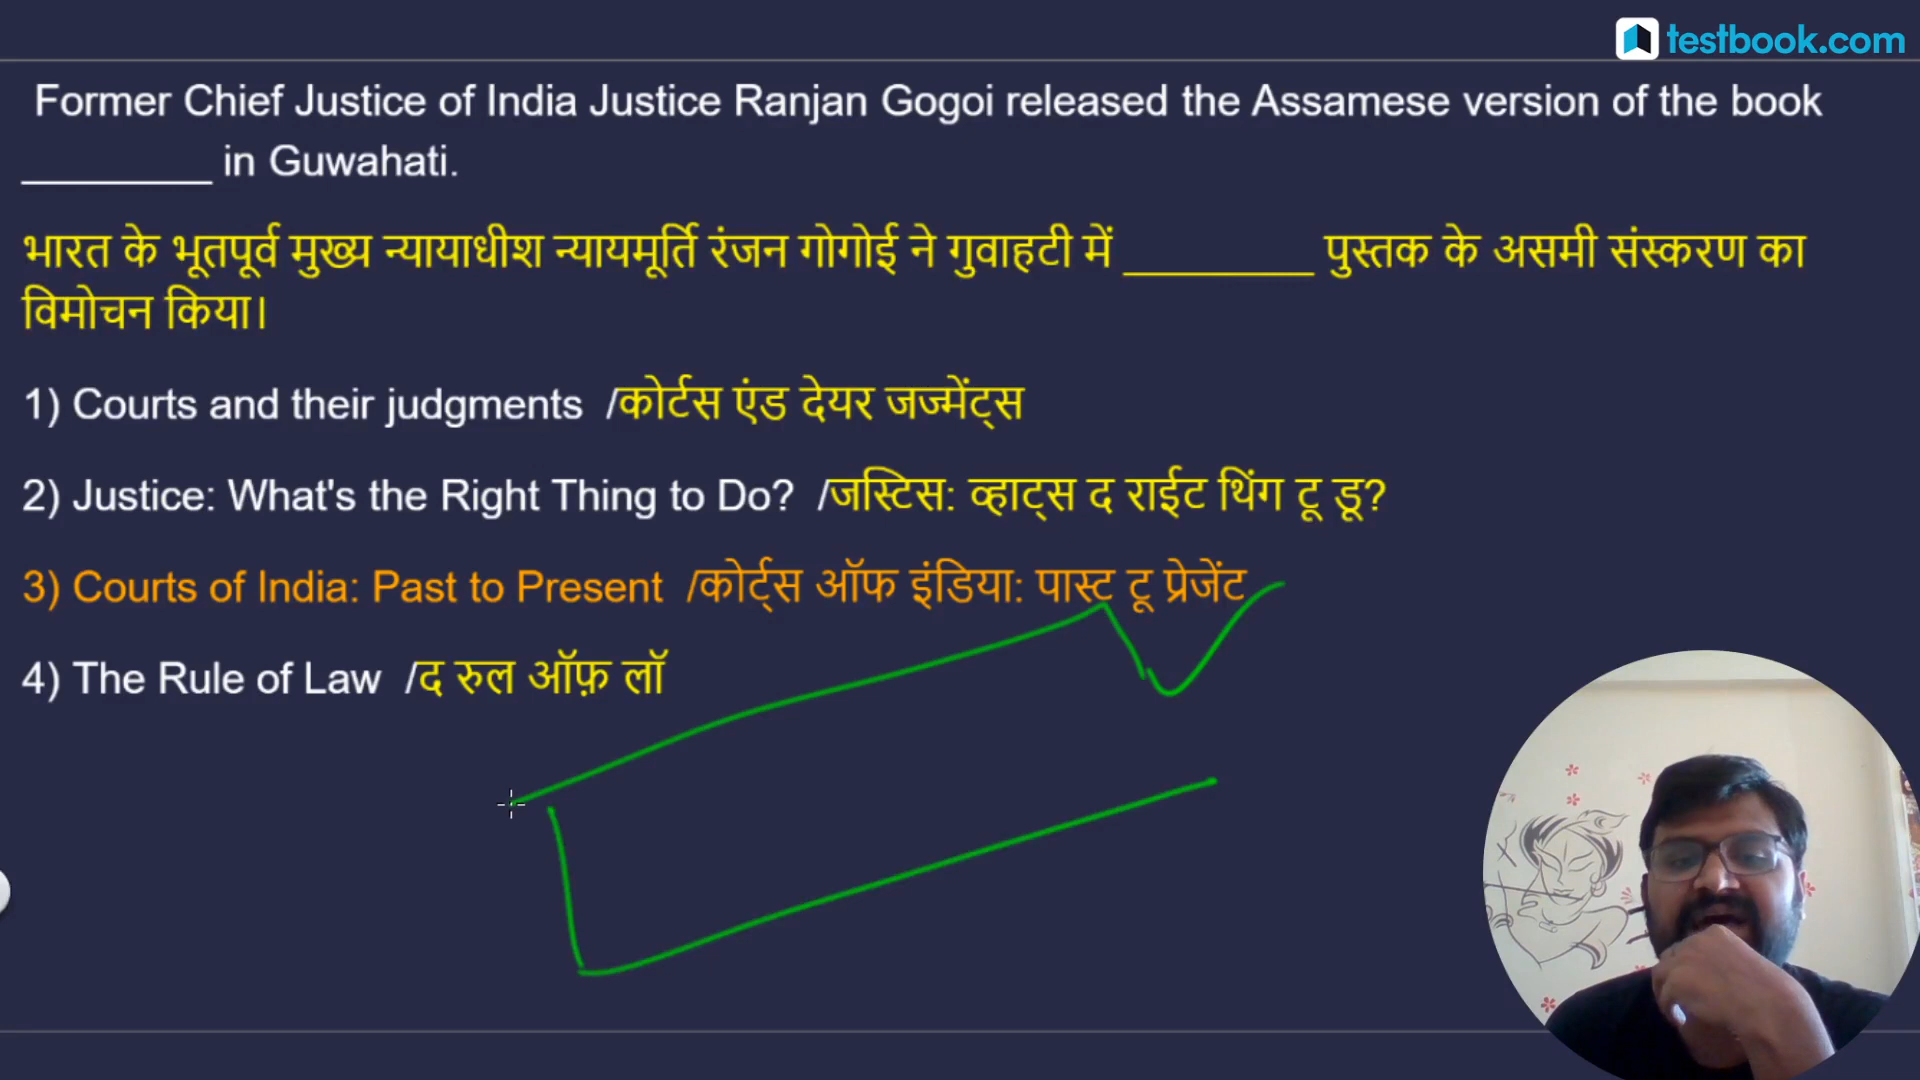 testbook.com
Former Chief Justice of India Justice Ranjan Gogoi released the Assamese version of the book
________ in Guwahati.
भारत के भूतपूर्व मुख्य न्यायाधीश न्यायमूर्ति रंजन गोगोई ने गुवाहटी में ________ पुस्तक के असमी संस्करण का
विमोचन किया।
1) Courts and their judgments /कोर्टस एंड देयर जज्मेंट्स
2) Justice: What's the Right Thing to Do? /जस्टिस: व्हाट्स द राईट थिंग टू डू?
3) Courts of India: Past to Present /कोर्ट्स ऑफ इंडिया: पास्ट टू प्रेजेंट
4) The Rule of Law /द रुल ऑफ़ लॉ